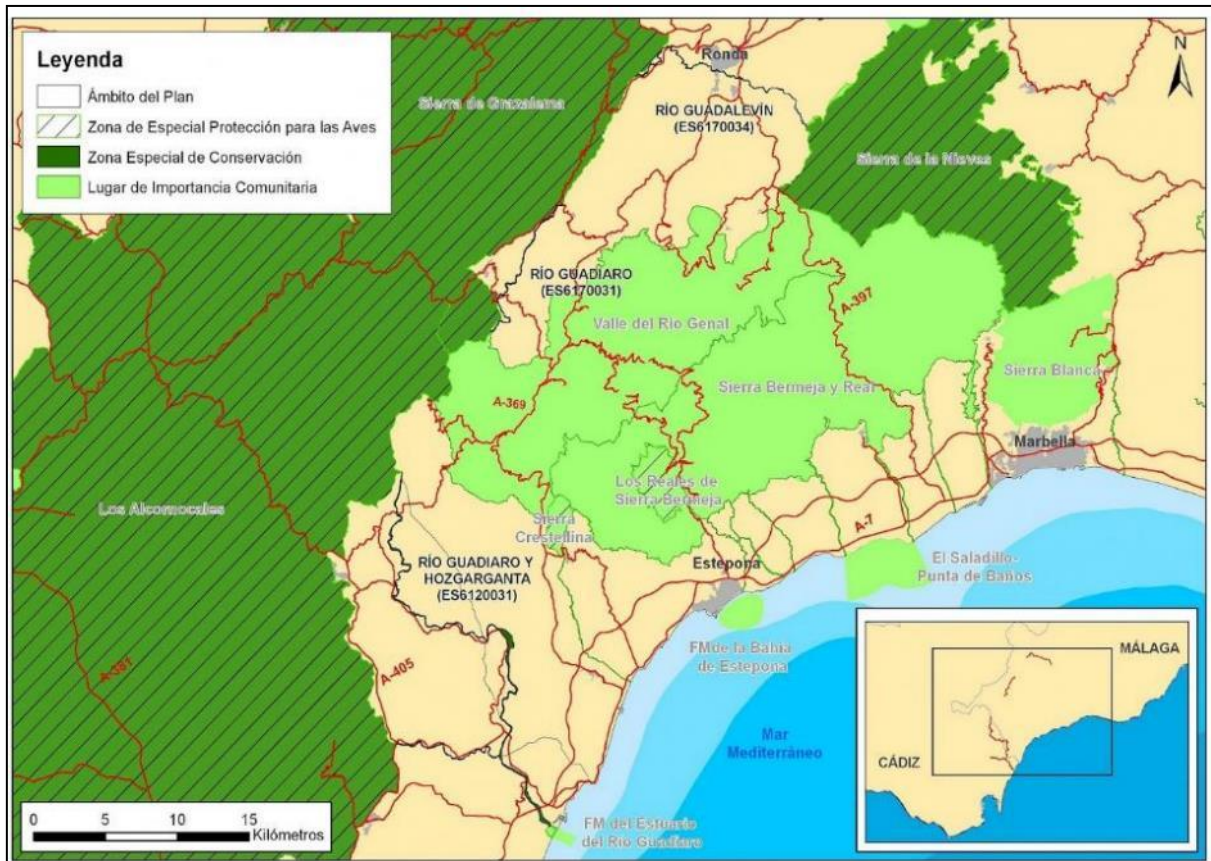 Leyenda
Ámbito del Plan
Zona de Especial Protección para las Aves
Zona Especial de Conservación
Lugar de Importancia Comunitaria
N
Ronda
Sierra de Grazalema
RÍO GUADALEVÍN
(ES6170034)
Sierra de la Nieves
RÍO GUADIARO
(ES6170031)
A-397
Valle del Río Genal
Sierra Blanca
Sierra Bermeja y Real
A-369
Marbella
Los Reales de
Sierra Bermeja
Los Alcornocales
Sierra
Crestellina
A-7
Estepona
El Saladillo-
Punta de Baños
RÍO GUADIARO Y
HOZGARGANTA
(ES6120031)
FM de la Bahía
de Estepona
A-381
A-405
Mar
Mediterráneo
MÁLAGA
CÁDIZ
0 5 10 15
Kilómetros
FM del Estuario
del Río Guadiaro